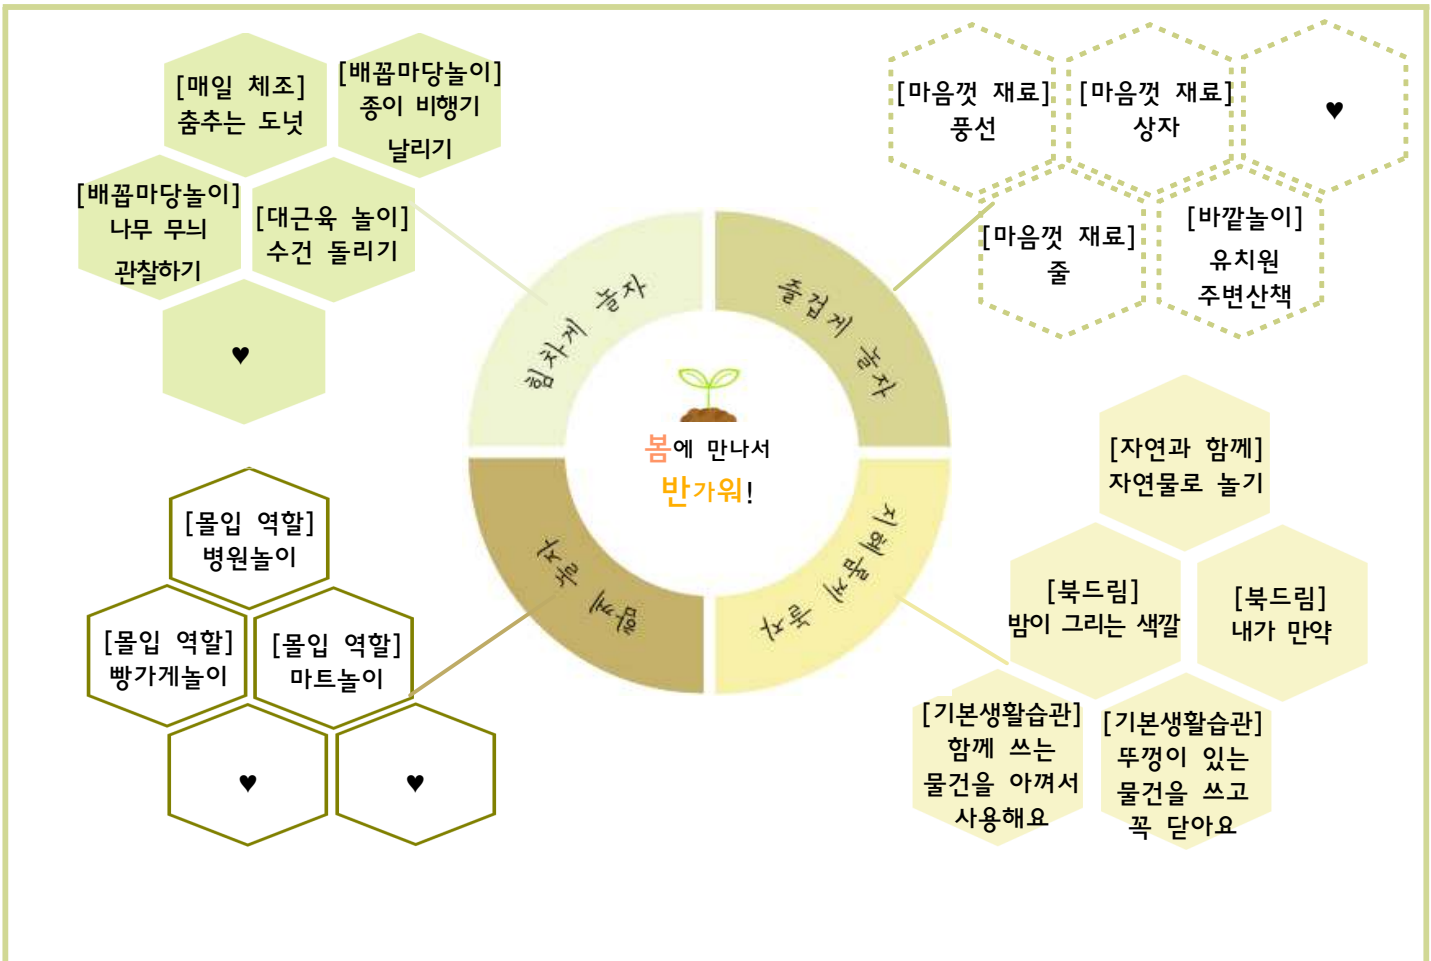 [매일 체조]
춤추는 도넛
[배꼽마당놀이]
종이 비행기
날리기
[배꼽마당놀이]
나무 무늬
관찰하기
[대근육 놀이]
수건 돌리기
♥
[마음껏 재료]
풍선
[마음껏 재료]
상자
♥
[마음껏 재료]
줄
[바깥놀이]
유치원
주변산책
힘차게 놀자
즐겁게 놀자
봄에 만나서
반가워!
함께 놀자
지혜롭게 놀자
[몰입 역할]
병원놀이
[몰입 역할]
빵가게놀이
[몰입 역할]
마트놀이
♥
♥
[자연과 함께]
자연물로 놀기
[북드림]
밤이 그리는 색깔
[북드림]
내가 만약
[기본생활습관]
함께 쓰는
물건을 아껴서
사용해요
[기본생활습관]
뚜껑이 있는
물건을 쓰고
꼭 닫아요